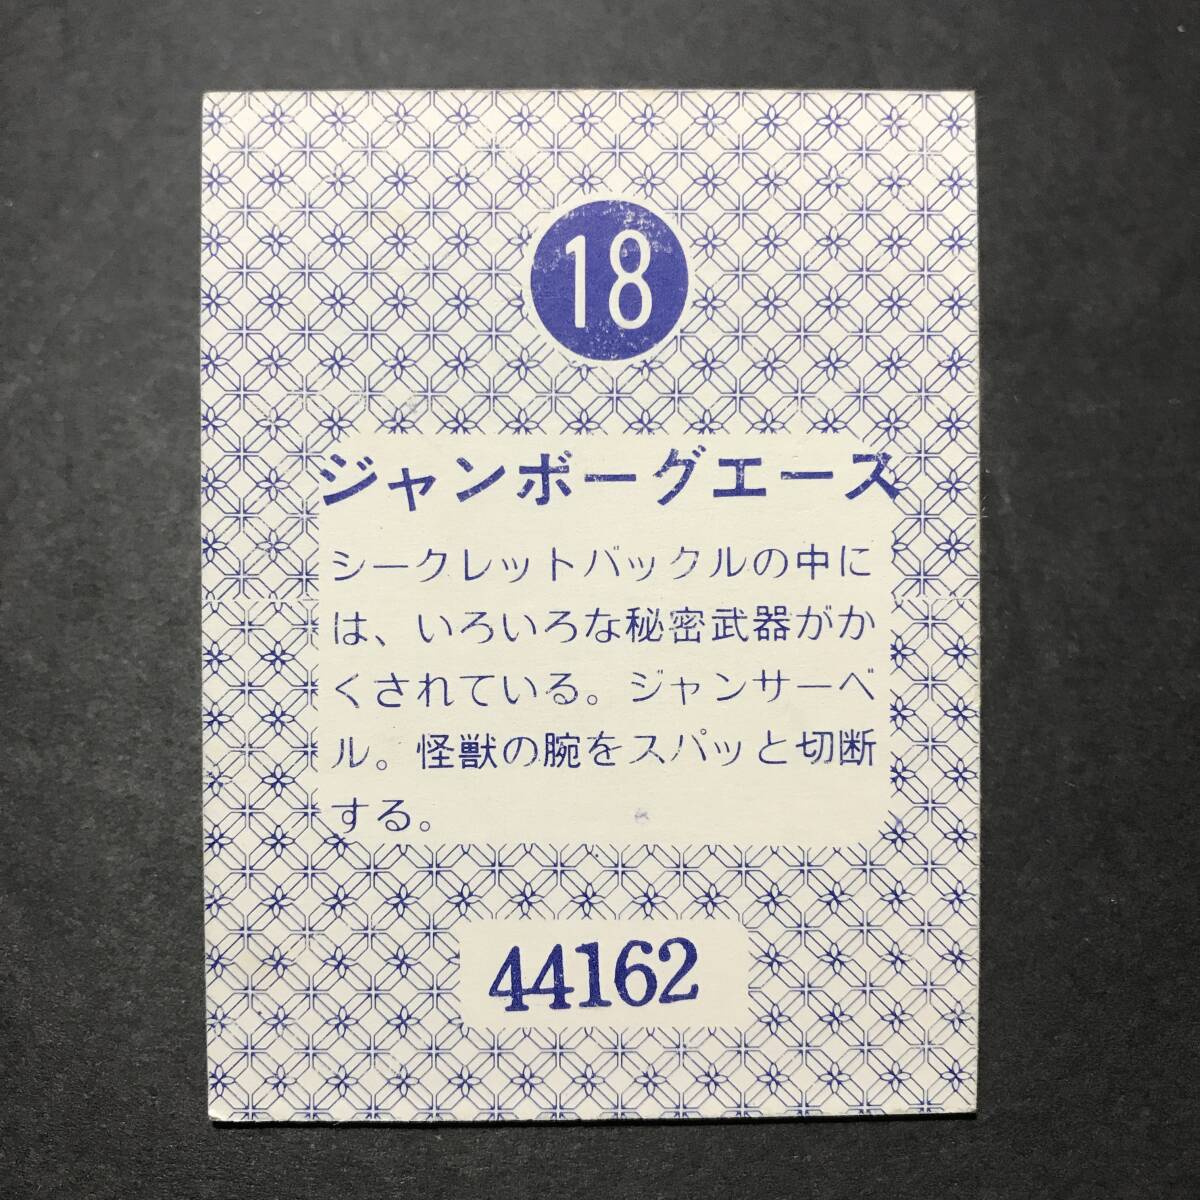 18
ジャンボーグエース
シークレットバックルの中に
は、いろいろな秘密武器がか
くされている。ジャンサーベ
ル。怪獣の腕をスパッと切断
する。
44162